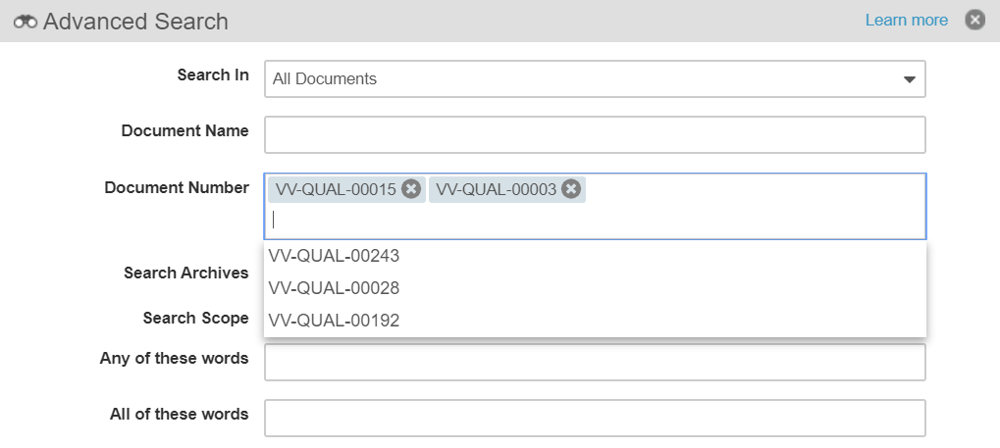 Advanced Search
Learn more
Search In
All Documents
Document Name
Document Number
VV-QUAL-00015 VV-QUAL-00003
VV-QUAL-00243
Search Archives
VV-QUAL-00028
Search Scope
VV-QUAL-00192
Any of these words
All of these words